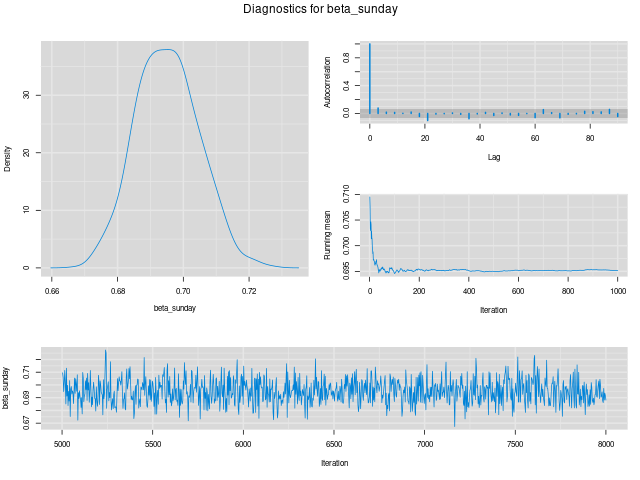 Diagnostics for beta_sunday
Density
0 10 20 30
0.66 0.68 0.70 0.72
beta_sunday
Autocorrelation
0.0 0.4 0.8
0 20 40 60 80
Lag
Running mean
0.695 0.700 0.705 0.710
0 200 400 600 800 1000
Iteration
beta_sunday
0.67 0.69 0.71
5000 5500 6000 6500 7000 7500 8000
Iteration